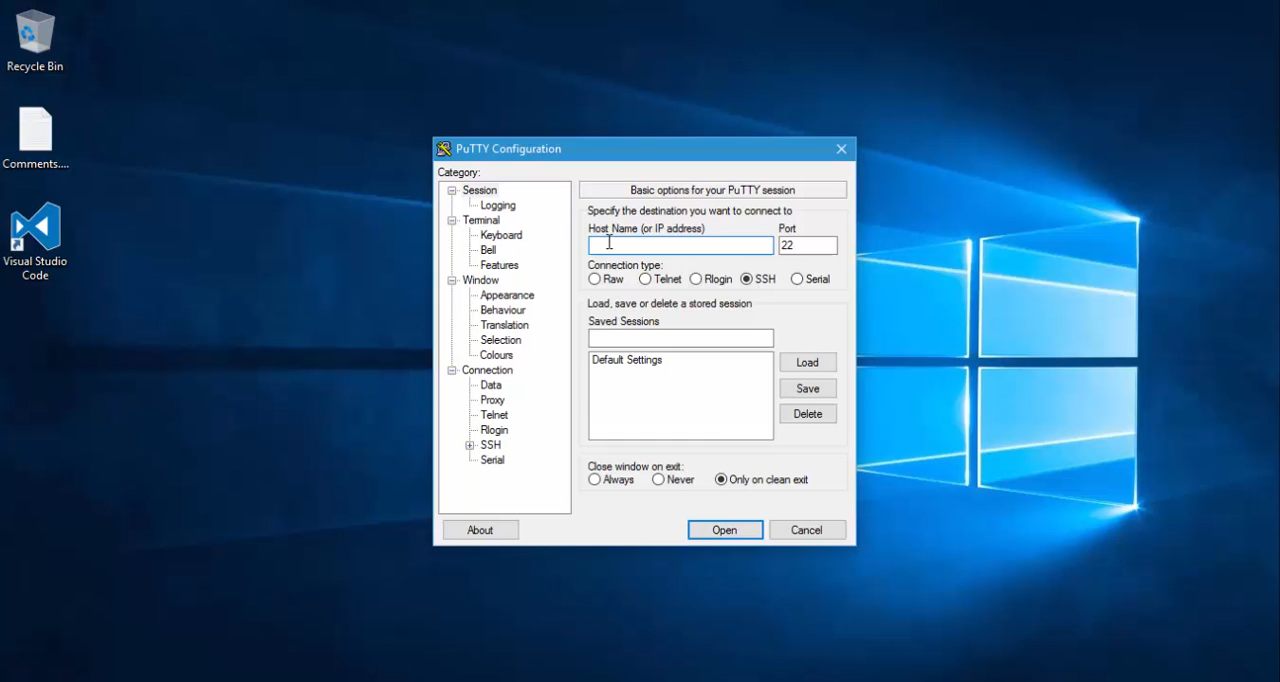 Recycle Bin
Comments....
Visual Studio
Code
PuTTY Configuration
Category:
Session
Logging
Terminal
Keyboard
Bell
Features
Window
Appearance
Behaviour
Translation
Selection
Colours
Connection
Data
Proxy
Telnet
Rlogin
SSH
Serial
Basic options for your PuTTY session
Specify the destination you want to connect to
Host Name (or IP address) Port
22
Connection type:
Raw Telnet Rlogin SSH Serial
Load, save or delete a stored session
Saved Sessions
Default Settings
Load
Save
Delete
Close window on exit:
Always Never Only on clean exit
About Open Cancel